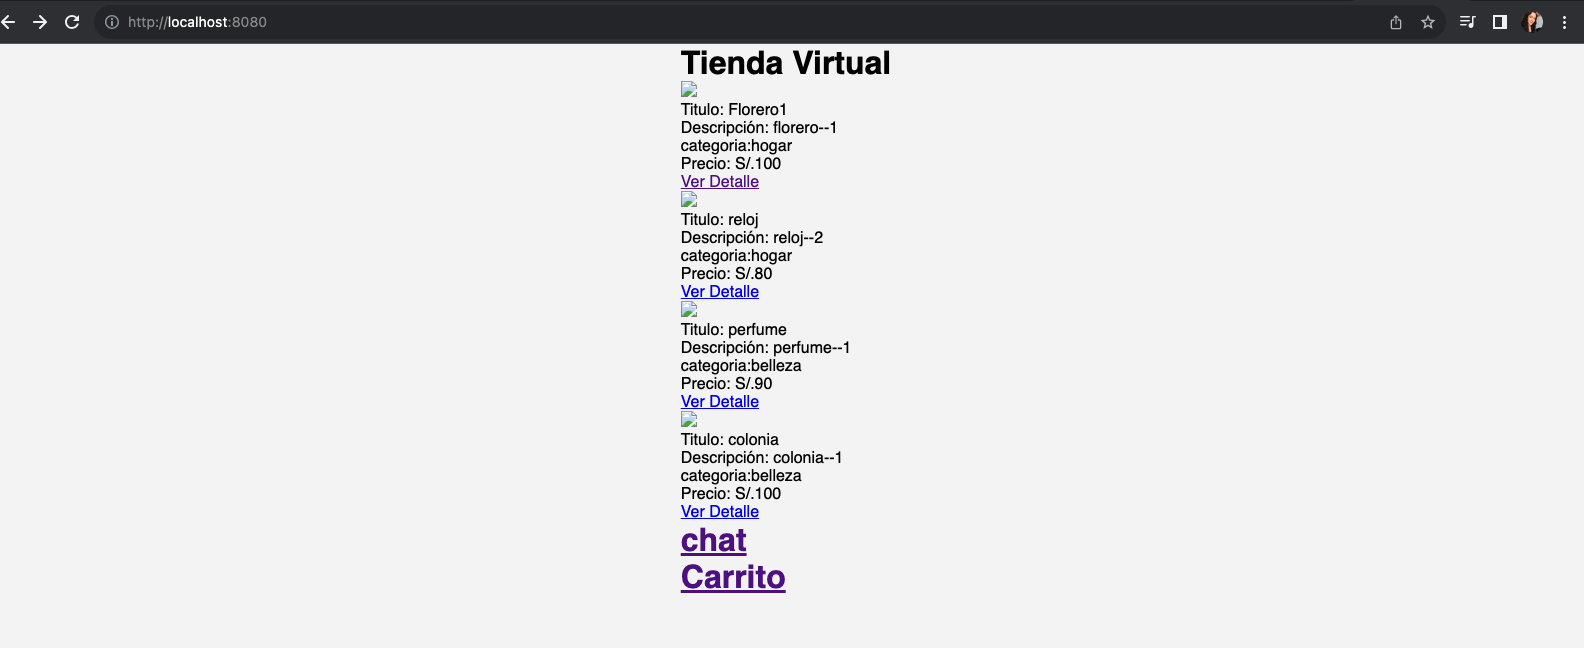 http://localhost:8080
Tienda Virtual
Titulo: Florero1
Descripción: florero--1
categoria:hogar
Precio: S/.100
Ver Detalle
Titulo: reloj
Descripción: reloj--2
categoria:hogar
Precio: S/.80
Ver Detalle
Titulo: perfume
Descripción: perfume--1
categoria:belleza
Precio: S/.90
Ver Detalle
Titulo: colonia
Descripción: colonia--1
categoria:belleza
Precio: S/.100
Ver Detalle
chat
Carrito